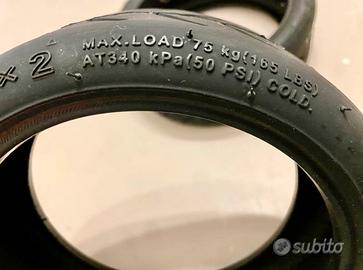 x 2
MAX.LOAD 75 kg(165 LBS)
AT340 kPa(50 PSI) COLD.
subito